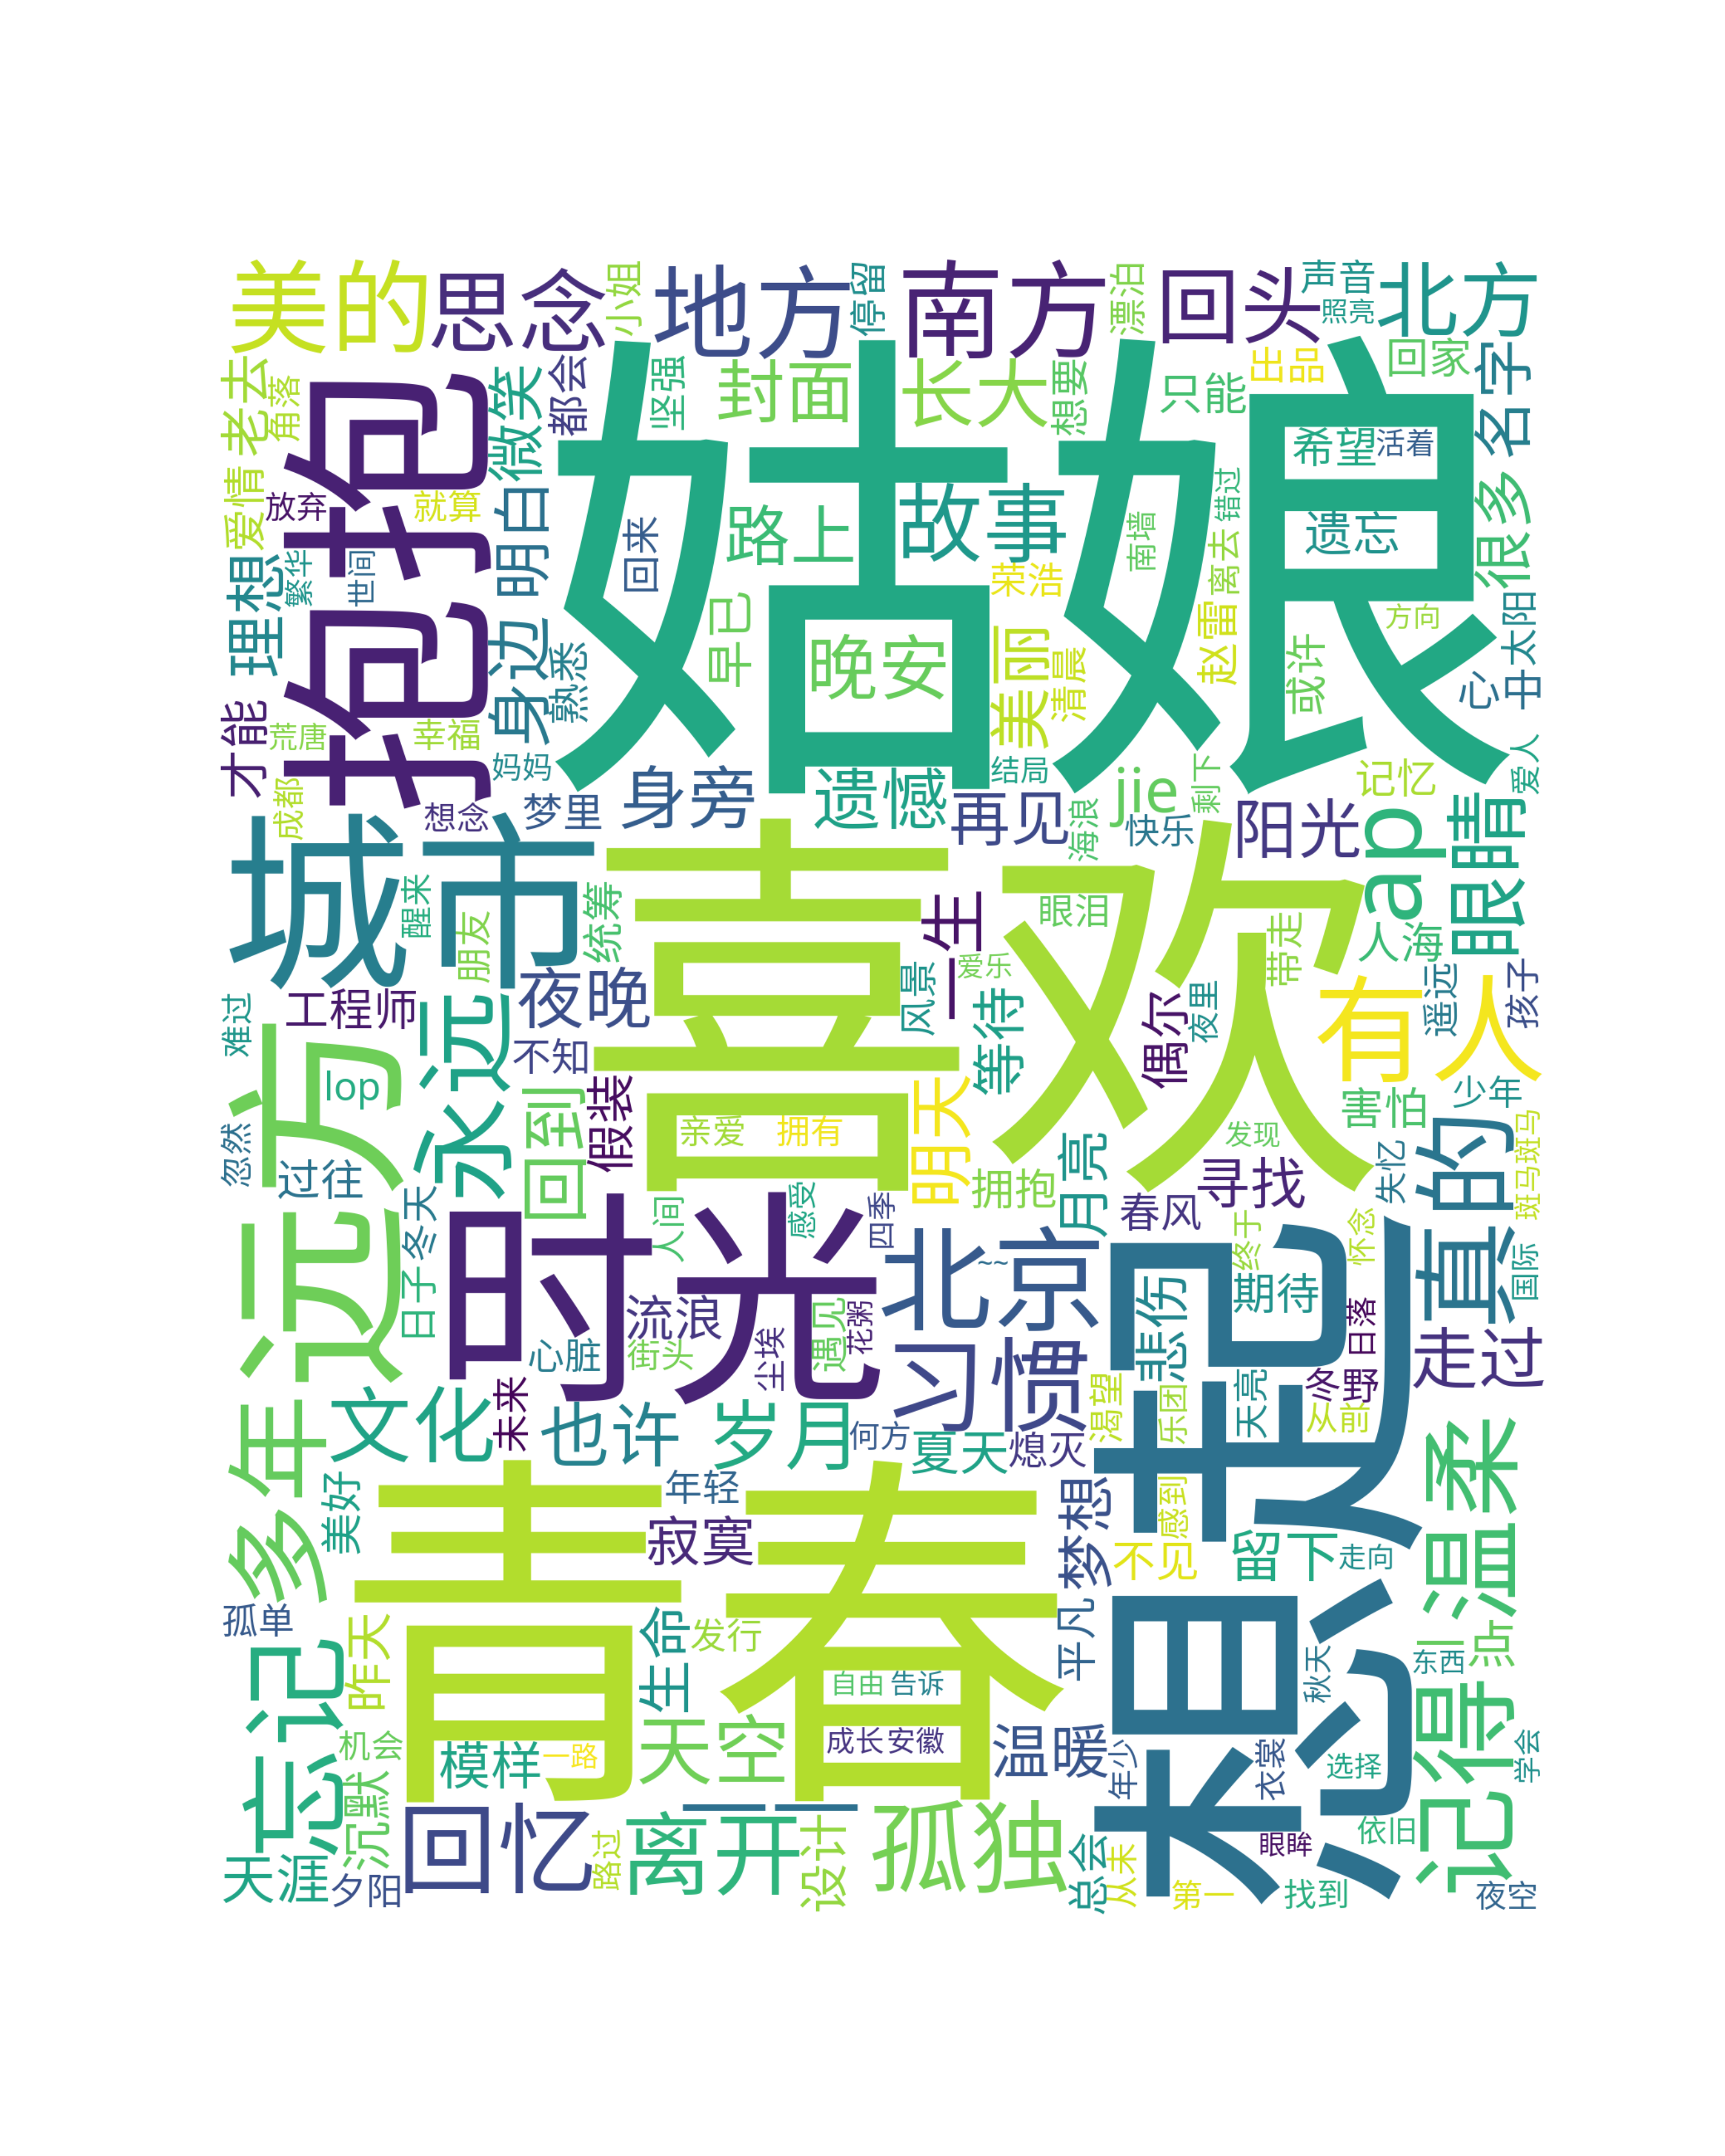 美的
思念
小姐
地方
停留
南方
漂泊
回头
声音
照亮
北方
老去
角落
抱抱
微笑
都会
坚强
封面
长大
想要
只能
出品
回家
名字
姑娘
爱情
放弃
就算
明白
路上
故事
希望
活着
很多
理想
繁华
世间
回来
荣浩
南墙
离去
错过
遗忘
身边
熟悉
早已
晚安
美丽
清晨
赵雷
或许
方向
心中
太阳
才能
荒唐
幸福
妈妈
结局
成都
想念
梦里
身旁
遗憾
再见
jie
剩下
海浪
快乐
阳光
记忆
爱人
ap
眼睛
城市
醒来
朋友
统筹
喜欢
一生
眼泪
带走
人海
难过
工程师
夜晚
风景
爱乐
等待
偶尔
夜里
有人
遥远
孩子
万
lop
永远
不知
回到
假装
亲爱
拥有
明天
拥抱
月亮
发现
寻找
害怕
少年
忽然
过往
冬天
日子
时光
人间
感受
四季
春风
终于
怀念
失忆
真的
斑马斑马
国际
多年
远方
流浪
心脏
街头
尘埃
遇见
花粥
北京
~~
想起
悲伤
期待
日落
走过
文化
未来
也许
岁月
何方
习惯
夏天
熄灭
渴望
乐团
天亮
冬野
从前
美好
年轻
寂寞
青春
梦想
感到
不见
留下
走向
温柔
孤单
忘记
昨天
生命
发行
自由
告诉
平凡
秋天
东西
一点
记得
机会
沉默
模样
一路
天空
成长
安徽
温暖
年少
衣裳
选择
学会
天涯
夕阳
回忆
路过
离开
一一
设计
孤独
总会
从未
第一
眼眸
找到
依旧
夜空